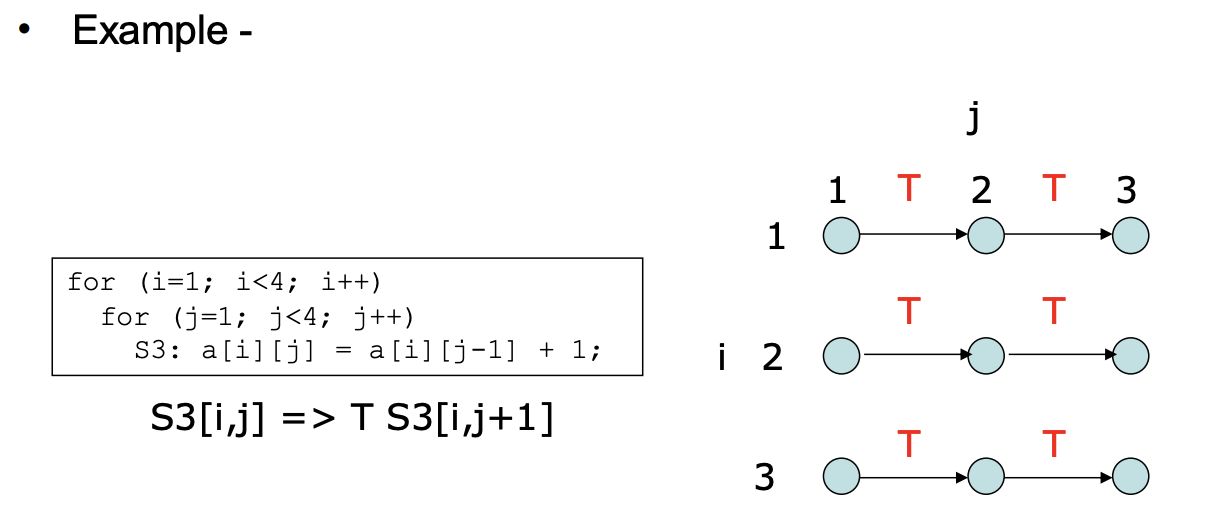 • Example -
j
1 T 2 T 3
1
for (i=1; i<4; i++)
for (j=1; j<4; j++)
S3: a[i][j] = a[i][j-1] + 1;
S3[i,j] => T S3[i,j+1]
T T
i 2
T T
3